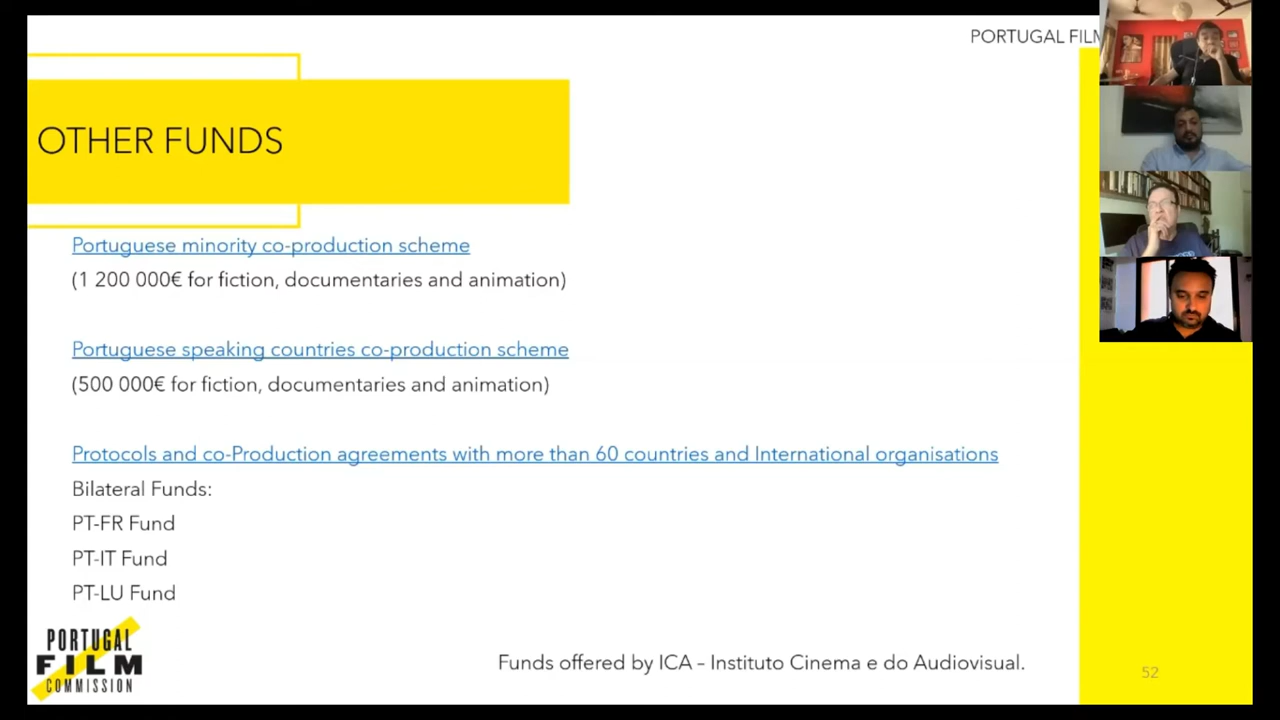 PORTUGAL FILM
OTHER FUNDS
Portuguese minority co-production scheme
(1 200 000€ for fiction, documentaries and animation)
Portuguese speaking countries co-production scheme
(500 000€ for fiction, documentaries and animation)
Protocols and co-Production agreements with more than 60 countries and International organisations
Bilateral Funds:
PT-FR Fund
PT-IT Fund
PT-LU Fund
PORTUGAL
FILM
COMMISSION
Funds offered by ICA – Instituto Cinema e do Audiovisual.
52